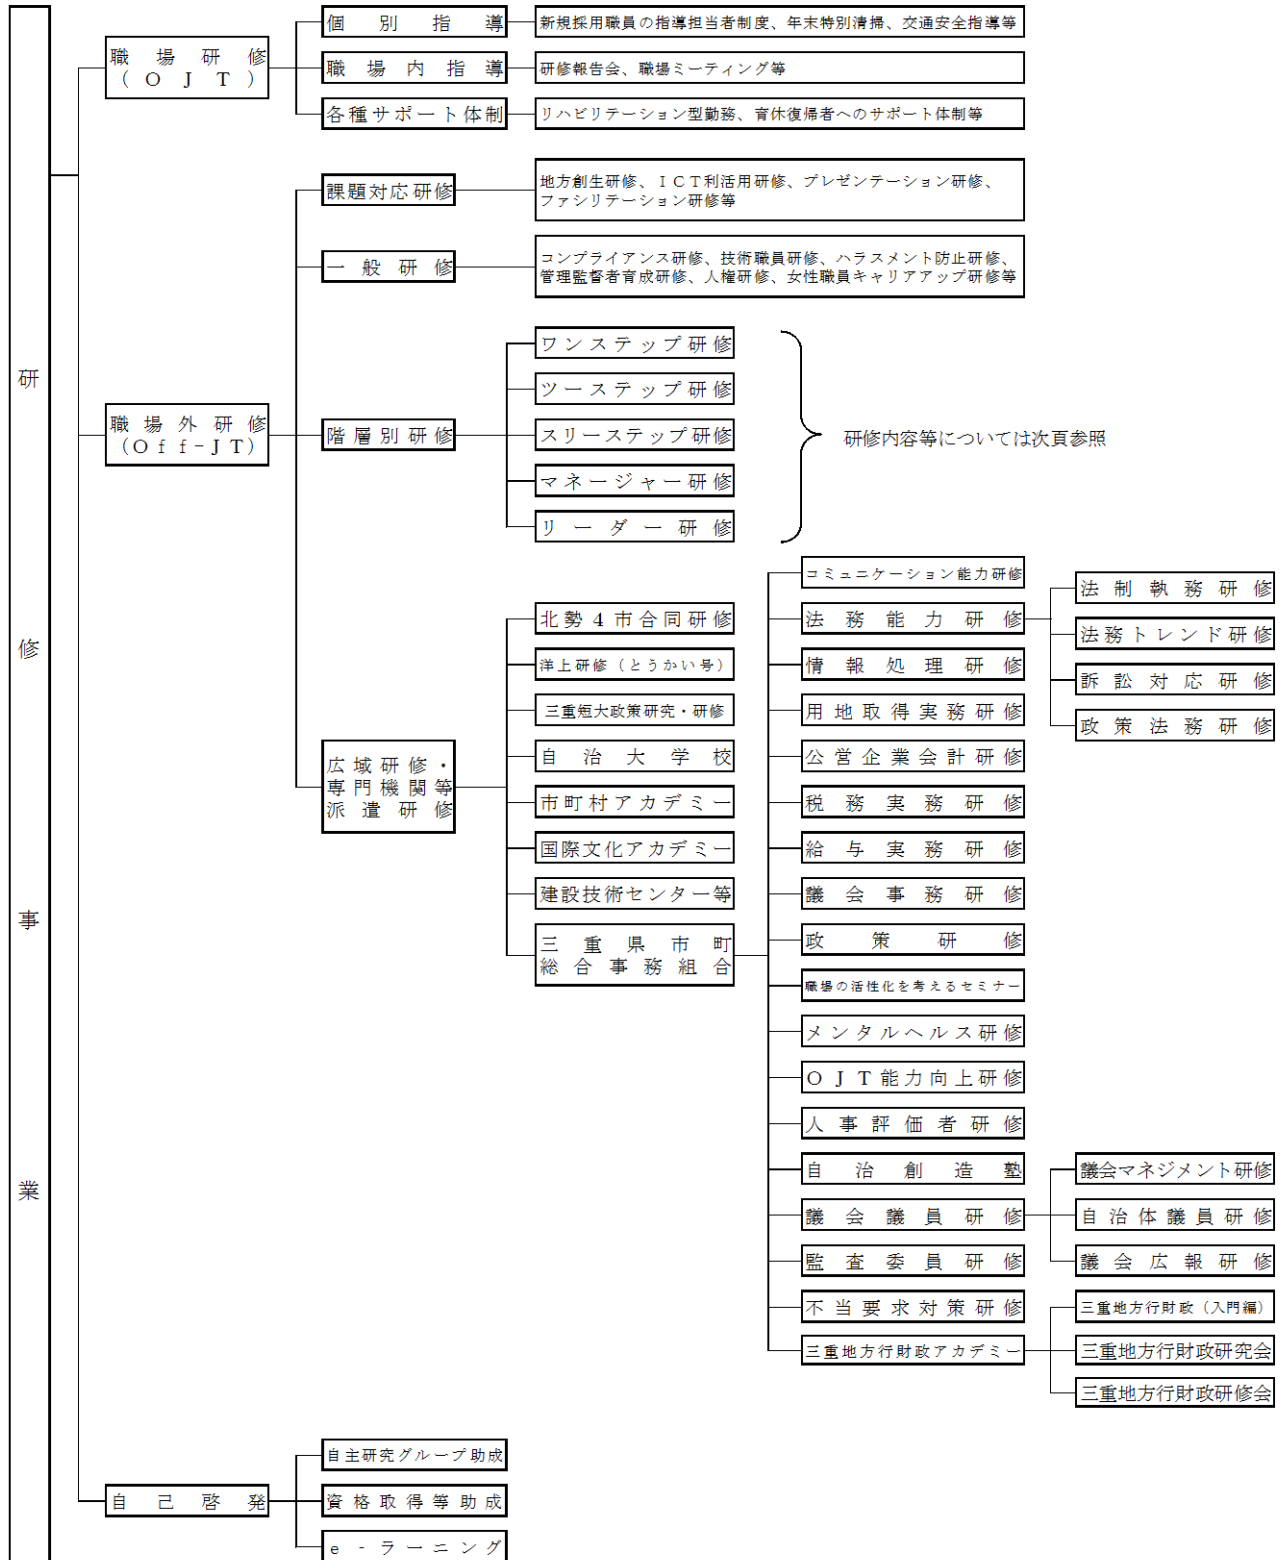 研修事業
職場研修
（ＯＪＴ）
個別指導
新規採用職員の指導担当者制度、年末特別清掃、交通安全指導等
職場内指導
研修報告会、職場ミーティング等
各種サポート体制
リハビリテーション型勤務、育休復帰者へのサポート体制等
職場外研修
（Ｏｆｆ-ＪＴ）
課題対応研修
地方創生研修、ＩＣＴ利活用研修、プレゼンテーション研修、
ファシリテーション研修等
一般研修
コンプライアンス研修、技術職員研修、ハラスメント防止研修、
管理監督者育成研修、人権研修、女性職員キャリアアップ研修等
階層別研修
ワンステップ研修
ツーステップ研修
スリーステップ研修
マネージャー研修
リーダー研修
研修内容等については次頁参照
広域研修・
専門機関等
派遣研修
北勢４市合同研修
洋上研修（とうかい号）
三重短大政策研究・研修
自治大学校
市町村アカデミー
国際文化アカデミー
建設技術センター等
三重県市町
総合事務組合
コミュニケーション能力研修
法務能力研修
法制執務研修
法務トレンド研修
訴訟対応研修
政策法務研修
情報処理研修
用地取得実務研修
公営企業会計研修
税務実務研修
給与実務研修
議会事務研修
政策研修
職場の活性化を考えるセミナー
メンタルヘルス研修
ＯＪＴ能力向上研修
人事評価者研修
自治創造塾
議会議員研修
議会マネジメント研修
自治体議員研修
議会広報研修
監査委員研修
不当要求対策研修
三重地方行財政アカデミー
三重地方行財政（入門編）
三重地方行財政研究会
三重地方行財政研修会
自己啓発
自主研究グループ助成
資格取得等助成
ｅ-ラーニング